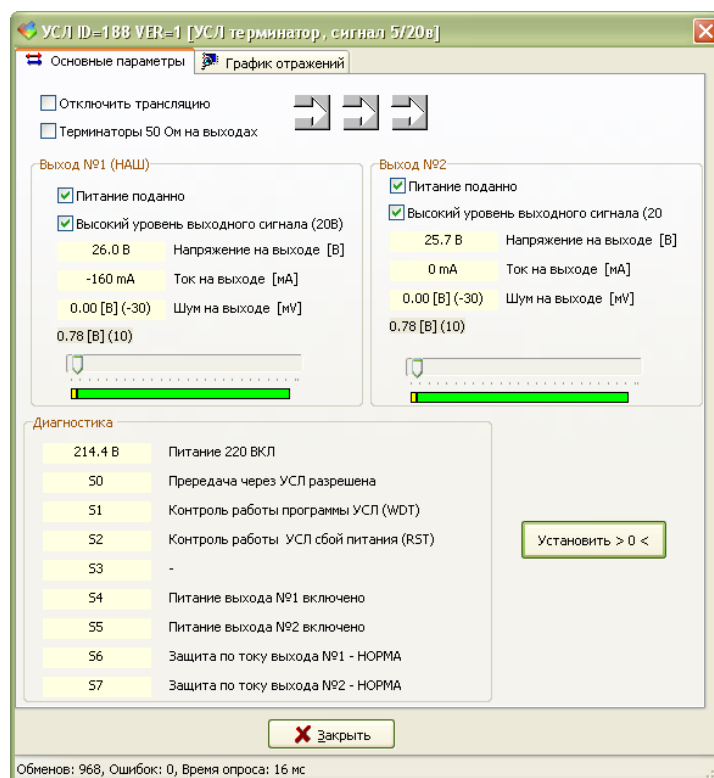 УСЛ ID=188 VER=1 [УСЛ терминатор, сигнал 5/20в]
Основные параметры
График отражений
Отключить трансляцию
Терминаторы 50 Ом на выходах
Выход №1 (НАШ)
Питание поданно
Высокий уровень выходного сигнала (20В)
26.0 В Напряжение на выходе [В]
-160 mA Ток на выходе [мА]
0.00 [В] (-30) Шум на выходе [мV]
0.78 [В] (10)
Выход №2
Питание поданно
Высокий уровень выходного сигнала (20
25.7 В Напряжение на выходе [В]
0 mA Ток на выходе [мА]
0.00 [В] (-30) Шум на выходе [мV]
0.78 [В] (10)
Диагностика
214.4 В Питание 220 ВКЛ
S0 Пререdача через УСЛ разрешена
S1 Контроль работы программы УСЛ (WDT)
S2 Контроль работы УСЛ сбой питания (RST)
S3 -
S4 Питание выхода №1 включено
S5 Питание выхода №2 включено
S6 Защита по току выхода №1 - НОРМА
S7 Защита по току выхода №2 - НОРМА
Установить > 0 <
Закрыть
Обменов: 968, Ошибок: 0, Время опроса: 16 мс